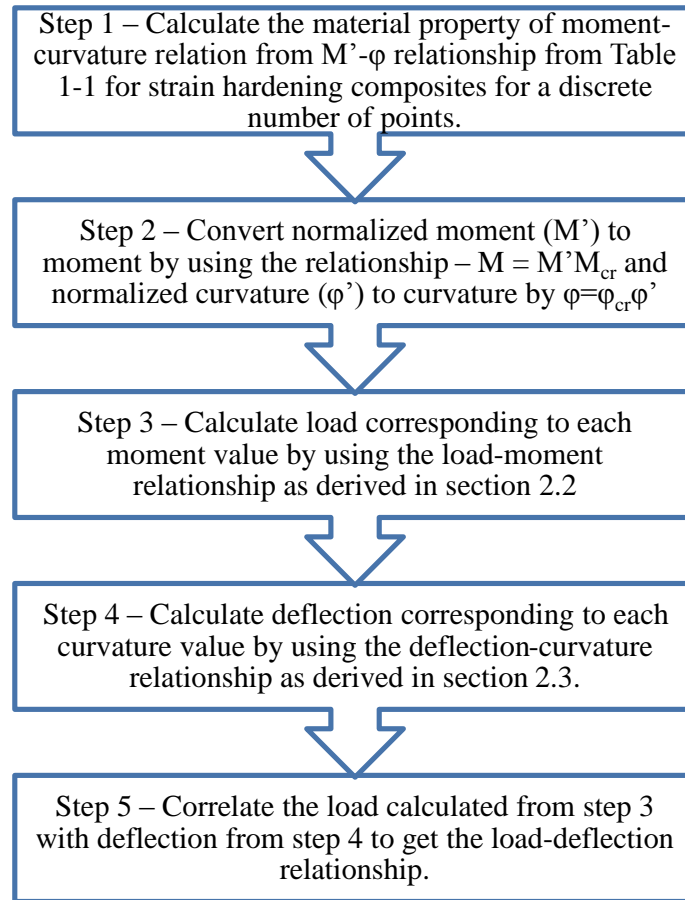 Step 1 – Calculate the material property of moment-
curvature relation from M’-φ relationship from Table
1-1 for strain hardening composites for a discrete
number of points.
Step 2 – Convert normalized moment (M’) to
moment by using the relationship – M = M’M_cr and
normalized curvature (φ’) to curvature by φ=φ_crφ’
Step 3 – Calculate load corresponding to each
moment value by using the load-moment
relationship as derived in section 2.2
Step 4 – Calculate deflection corresponding to each
curvature value by using the deflection-curvature
relationship as derived in section 2.3.
Step 5 – Correlate the load calculated from step 3
with deflection from step 4 to get the load-deflection
relationship.